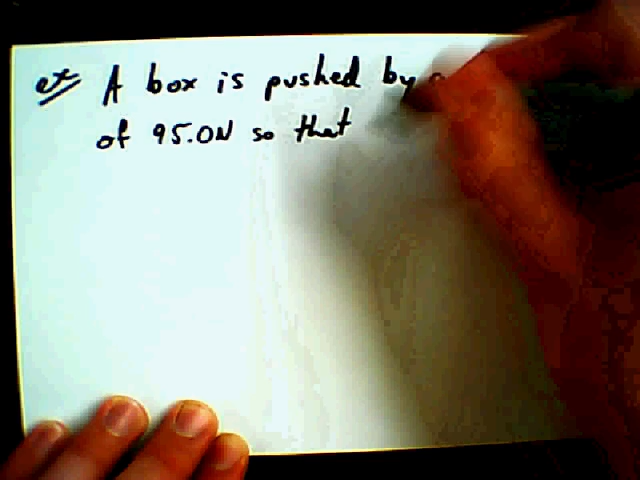 ex A box is pushed by
of 95.0N so that